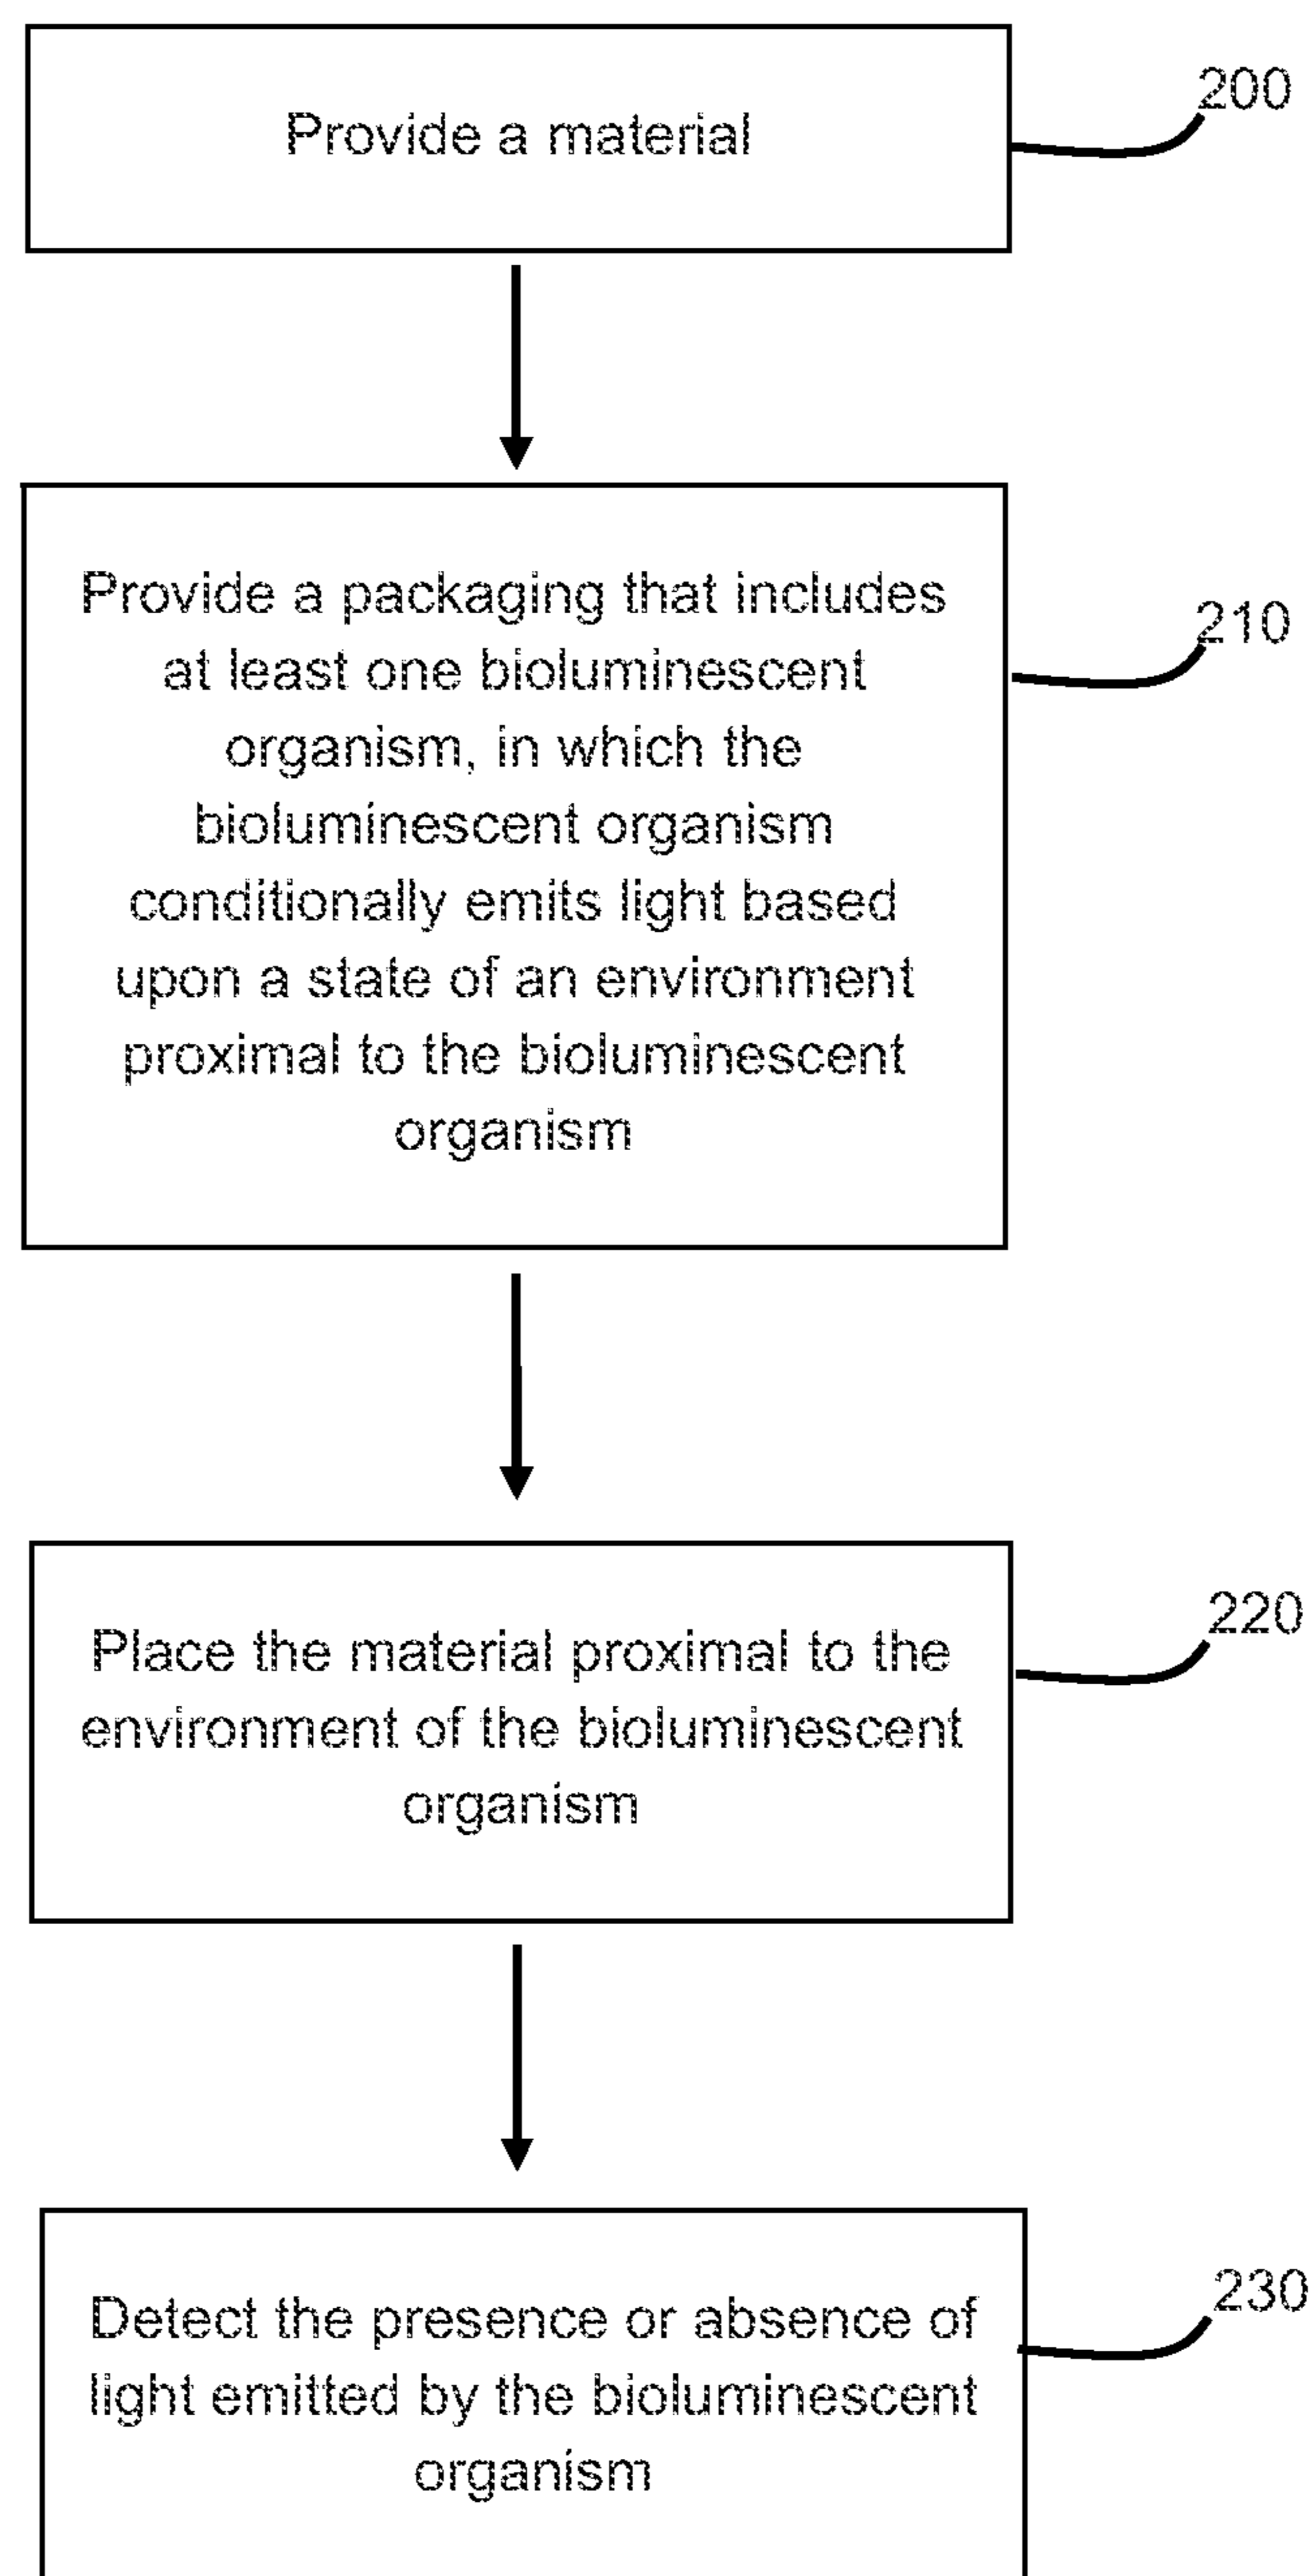 Provide a material
200
Provide a packaging that includes
at least one bioluminescent
organism, in which the
bioluminescent organism
conditionally emits light based
upon a state of an environment
proximal to the bioluminescent
organism
210
Place the material proximal to the
environment of the bioluminescent
organism
220
Detect the presence or absence of
light emitted by the bioluminescent
organism
230